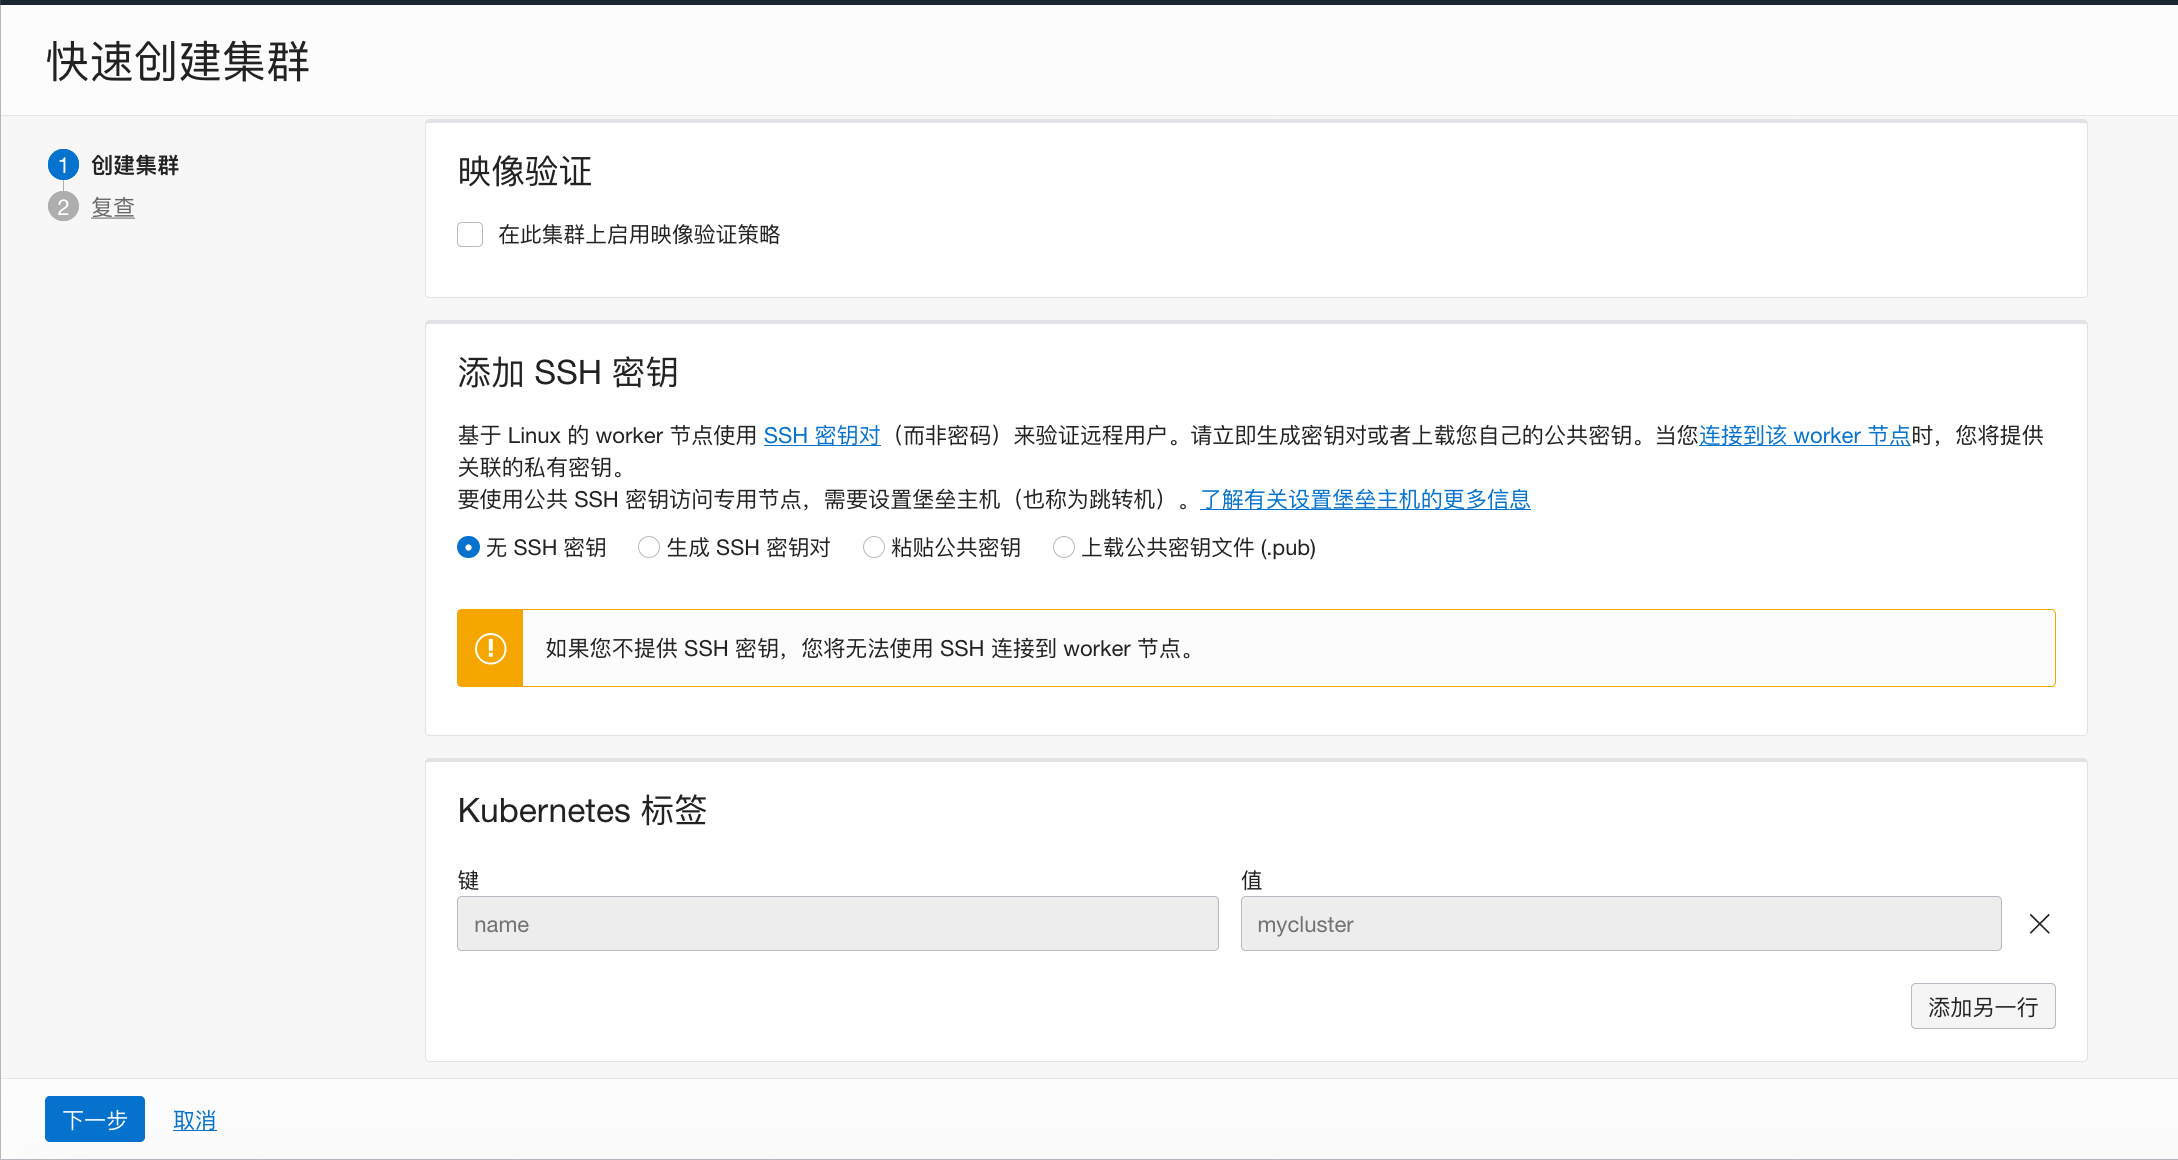 快速创建集群
1 创建集群
2 复查
映像验证
在此集群上启用映像验证策略
添加 SSH 密钥
基于 Linux 的 worker 节点使用 SSH 密钥对（而非密码）来验证远程用户。请立即生成密钥对或者上载您自己的公共密钥。当您连接到该 worker 节点时，您将提供
关联的私有密钥。
要使用公共 SSH 密钥访问专用节点，需要设置堡垒主机（也称为跳转机）。了解有关设置堡垒主机的更多信息
无 SSH 密钥 生成 SSH 密钥对 粘贴公共密钥 上载公共密钥文件 (.pub)
如果您不提供 SSH 密钥，您将无法使用 SSH 连接到 worker 节点。
Kubernetes 标签
键 值
name mycluster
添加另一行
下一步 取消